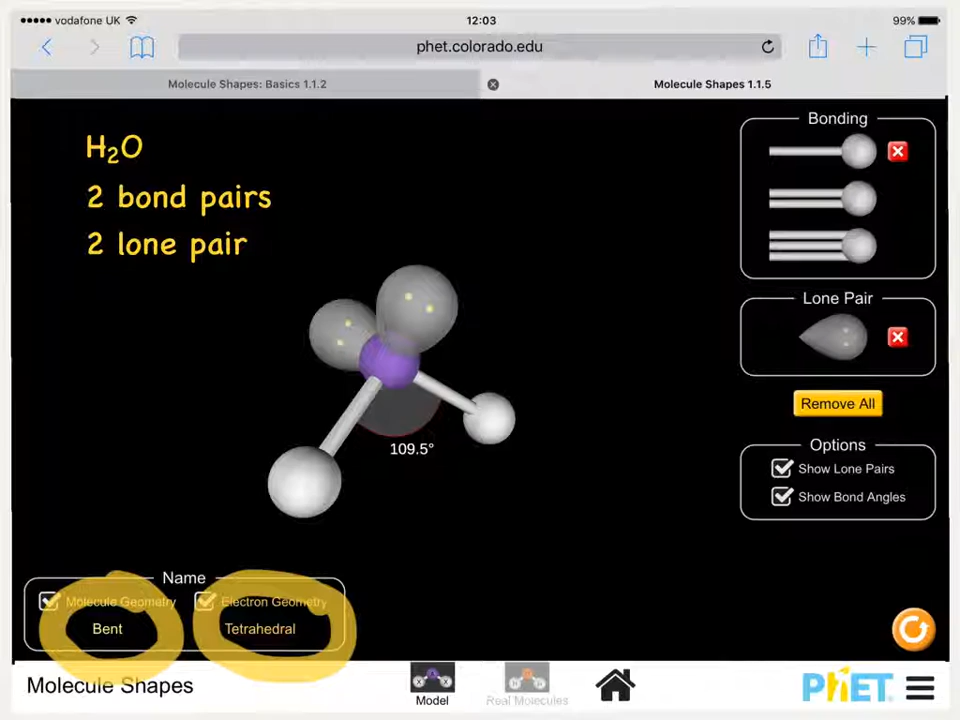 vodafone UK 12:03 99%
phet.colorado.edu
Molecule Shapes: Basics 1.1.2 Molecule Shapes 1.1.5
H₂O
2 bond pairs
2 lone pair
109.5°
Bonding
Lone Pair
Remove All
Options
Show Lone Pairs
Show Bond Angles
Name
Molecule Geometry Electron Geometry
Bent Tetrahedral
Molecule Shapes
Model
Real Molecules
PhET